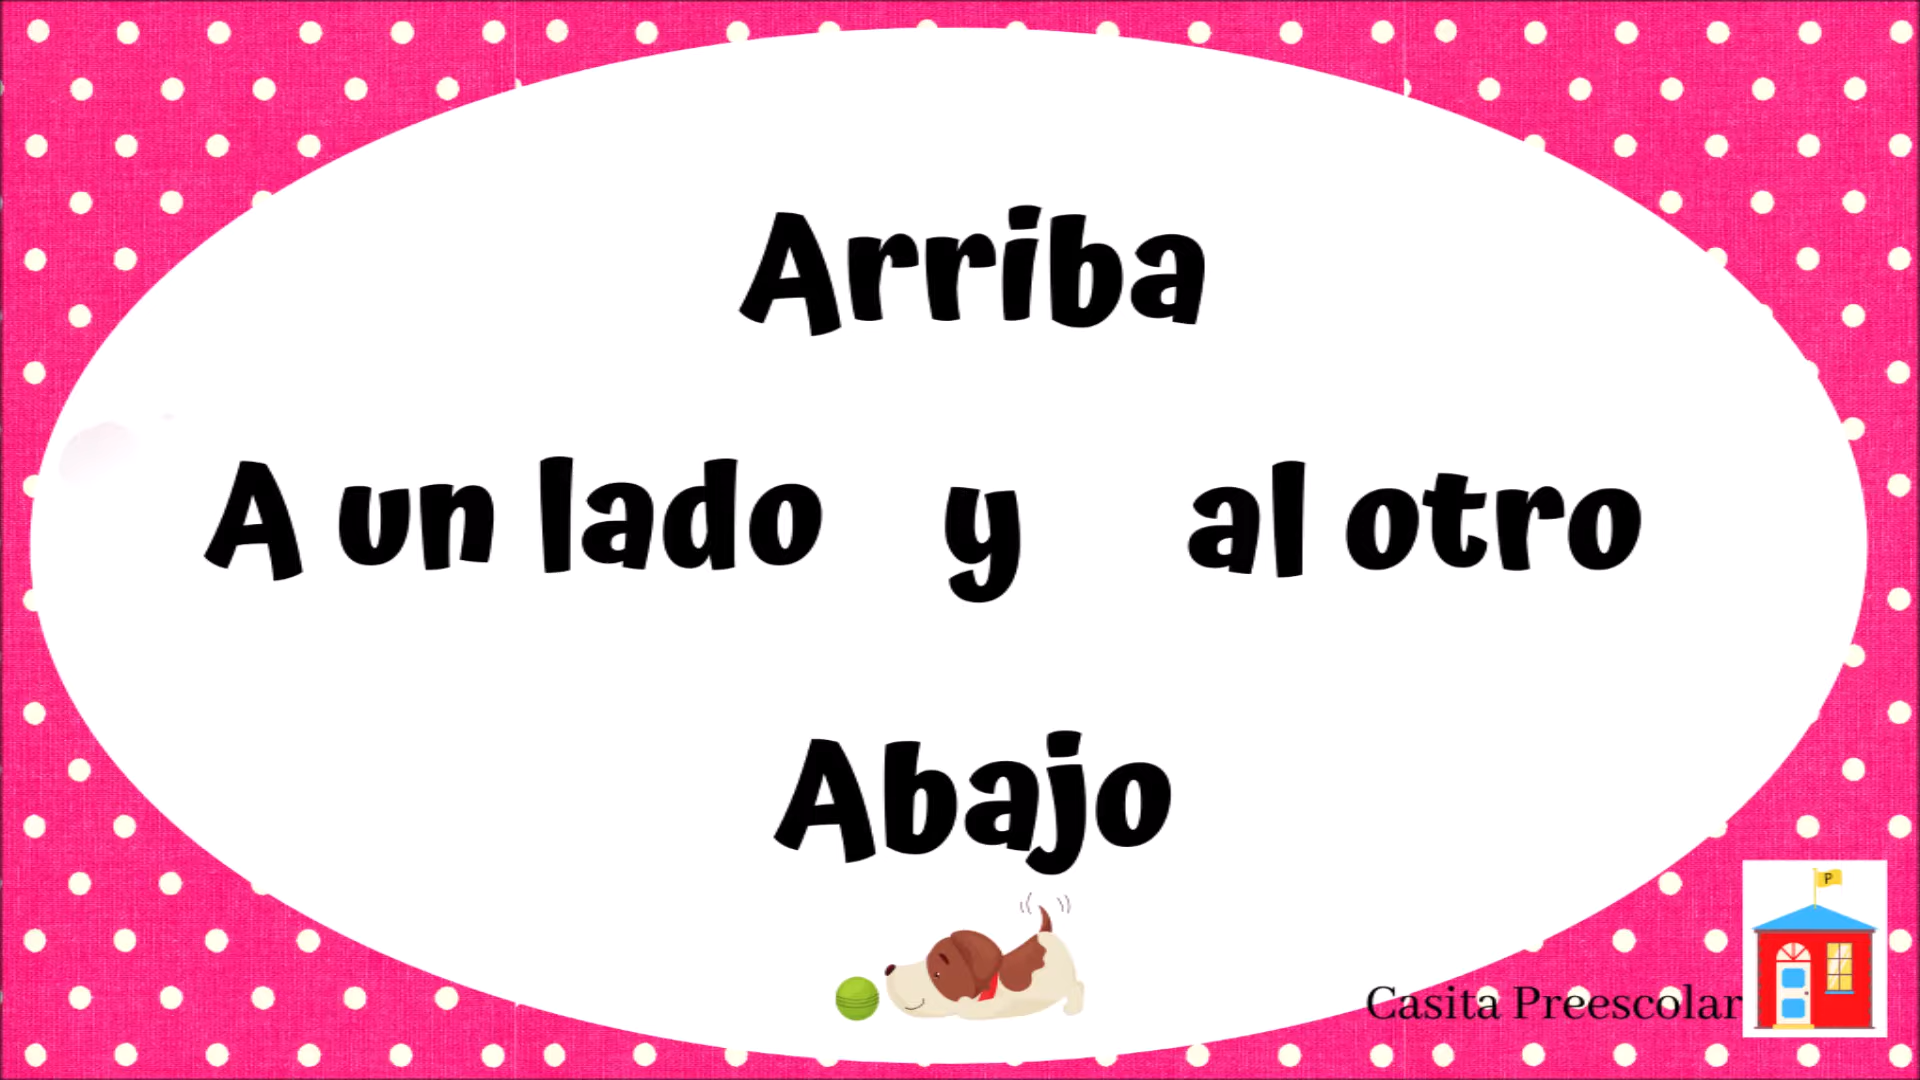 Arriba
A un lado y al otro
Abajo
P
Casita Preescolar